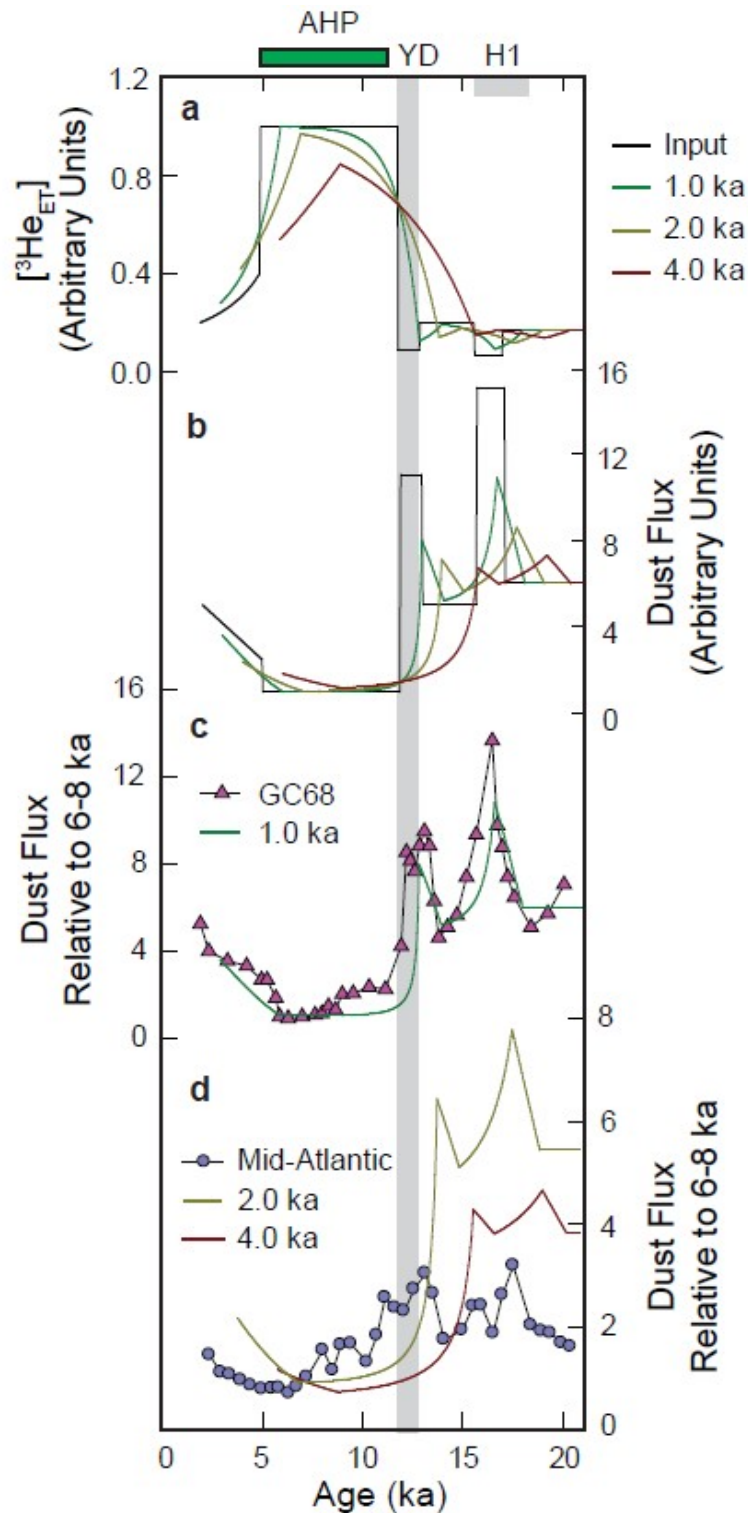 AHP
YD
H1
a
1.2
0.8
0.4
0.0
[³HeET]
(Arbitrary Units)
Input
1.0 ka
2.0 ka
4.0 ka
b
16
12
8
4
0
Dust Flux
(Arbitrary Units)
c
16
12
8
4
0
Dust Flux
Relative to 6-8 ka
GC68
1.0 ka
d
Mid-Atlantic
2.0 ka
4.0 ka
8
6
4
2
0
Dust Flux
Relative to 6-8 ka
0 5 10 15 20
Age (ka)